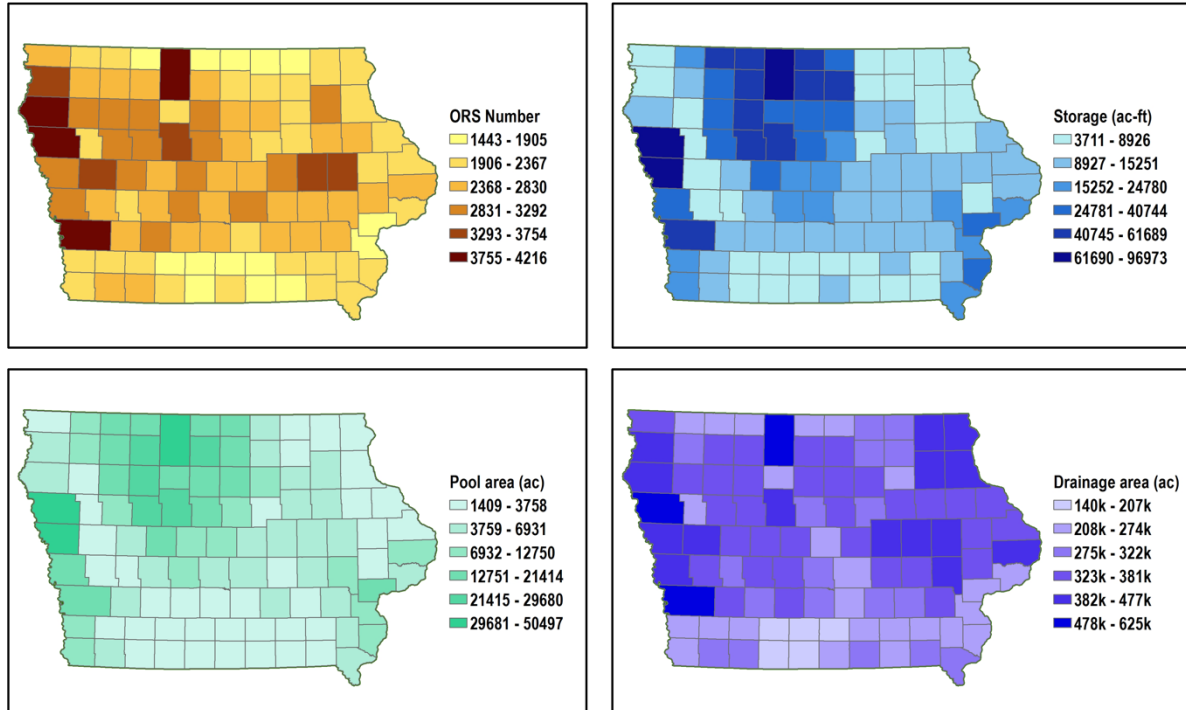 ORS Number
1443 - 1905
1906 - 2367
2368 - 2830
2831 - 3292
3293 - 3754
3755 - 4216
Storage (ac-ft)
3711 - 8926
8927 - 15251
15252 - 24780
24781 - 40744
40745 - 61689
61690 - 96973
Pool area (ac)
1409 - 3758
3759 - 6931
6932 - 12750
12751 - 21414
21415 - 29680
29681 - 50497
Drainage area (ac)
140k - 207k
208k - 274k
275k - 322k
323k - 381k
382k - 477k
478k - 625k